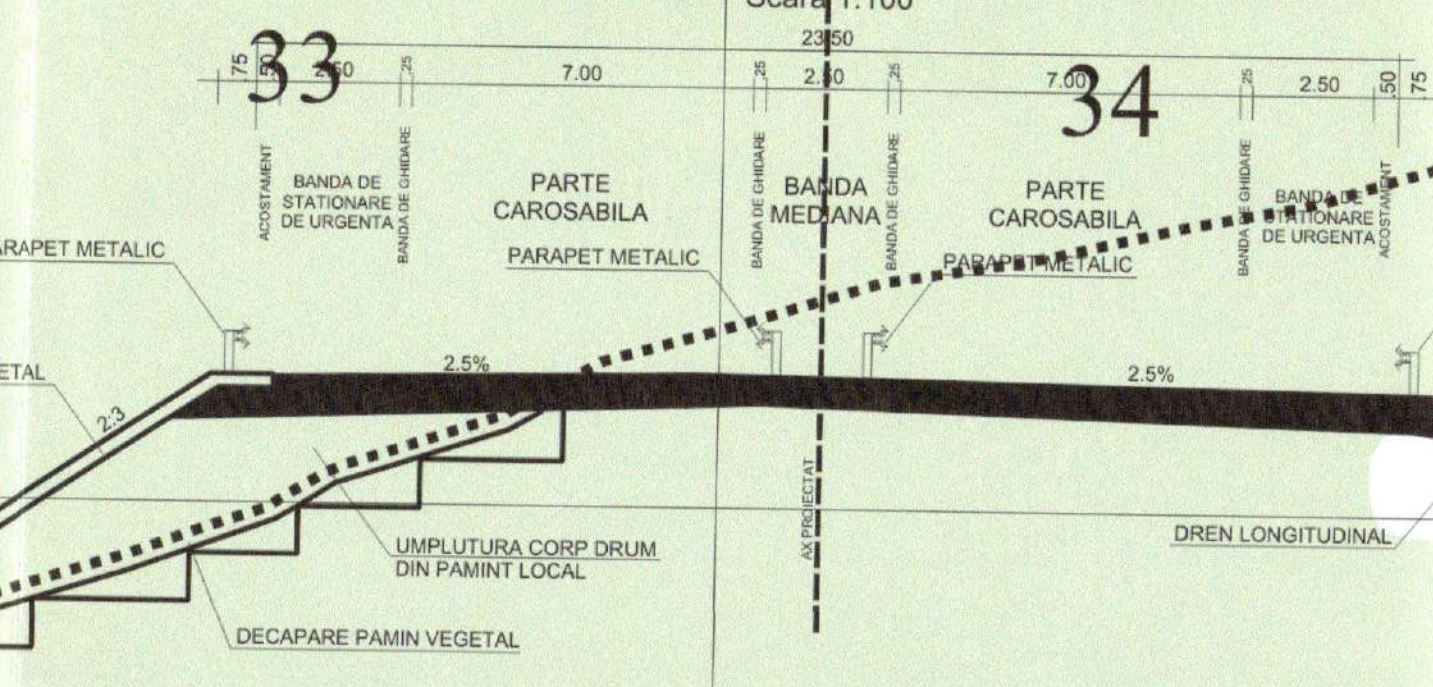 Scara 1:100
33
23.50
.75
.50
2.50
.25
7.00
.25
2.50
.25
7.00
34
.25
2.50
.50
.75
ACOSTAMENT
BANDA DE
STATIONARE
DE URGENTA
BANDA DE GHIDARE
PARTE
CAROSABILA
BANDA DE GHIDARE
BANDA
MEDIANA
BANDA DE GHIDARE
PARTE
CAROSABILA
BANDA DE GHIDARE
BANDA DE
STATIONARE
DE URGENTA
ACOSTAMENT
ARAPET METALIC
PARAPET METALIC
PARAPET METALIC
2.5%
2.5%
ETAL
2:3
AX PROIECTAT
DREN LONGITUDINAL
UMPLUTURA CORP DRUM
DIN PAMINT LOCAL
DECAPARE PAMIN VEGETAL